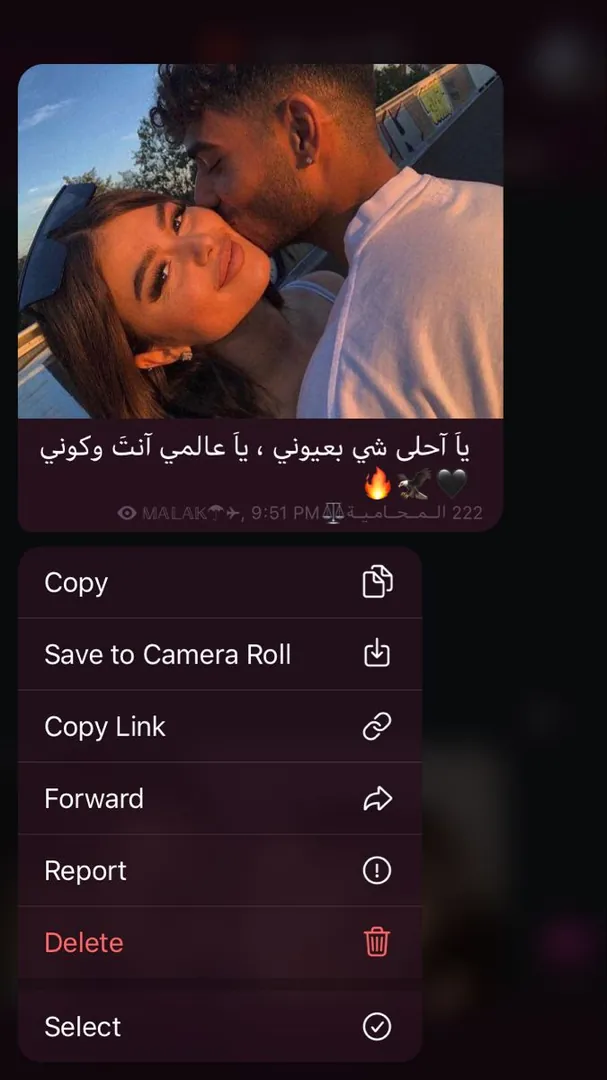 ياَ آحلى شي بعيوني ، ياَ عالمي آنتَ وكوني
🖤🦅🔥
222 الـمـحـامـيـة⚖️MALAK☂✈, 9:51 PM
Copy
Save to Camera Roll
Copy Link
Forward
Report
Delete
Select